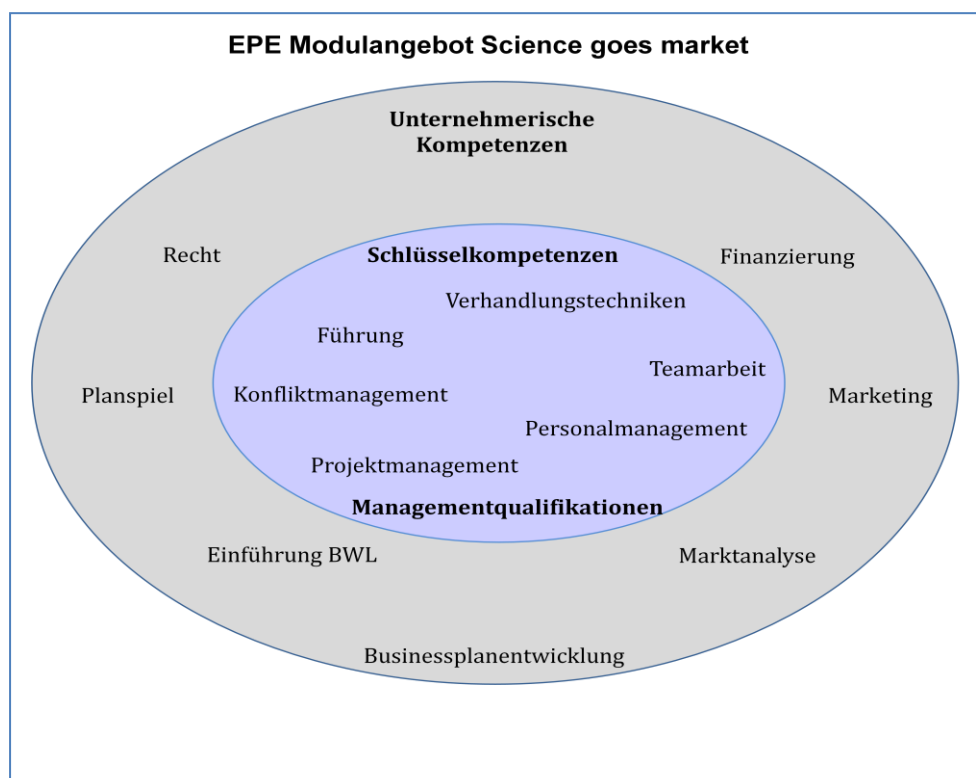 EPE Modulangebot Science goes market
Unternehmerische
Kompetenzen
Recht
Schlüsselkompetenzen
Finanzierung
Verhandlungstechniken
Führung
Teamarbeit
Planspiel
Konfliktmanagement
Marketing
Personalmanagement
Projektmanagement
Managementqualifikationen
Einführung BWL
Marktanalyse
Businessplanentwicklung